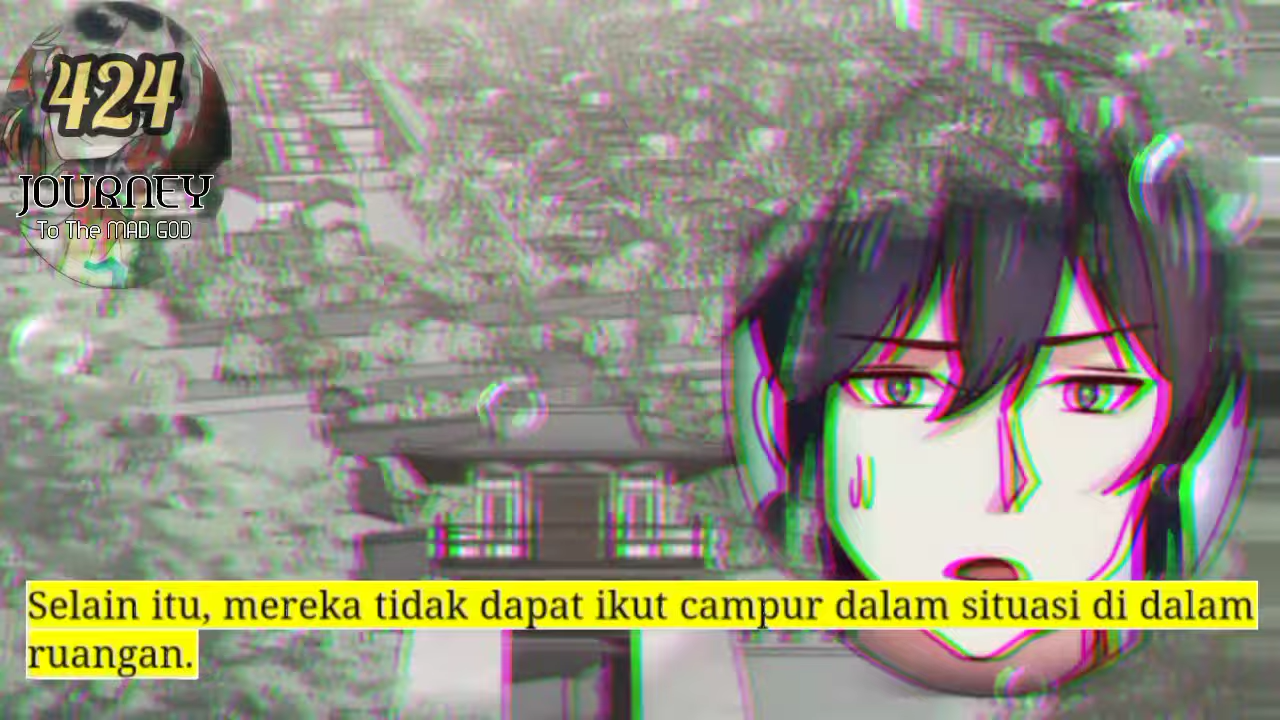 424
JOURNEY
To The MAD GOD
Selain itu, mereka tidak dapat ikut campur dalam situasi di dalam
ruangan.